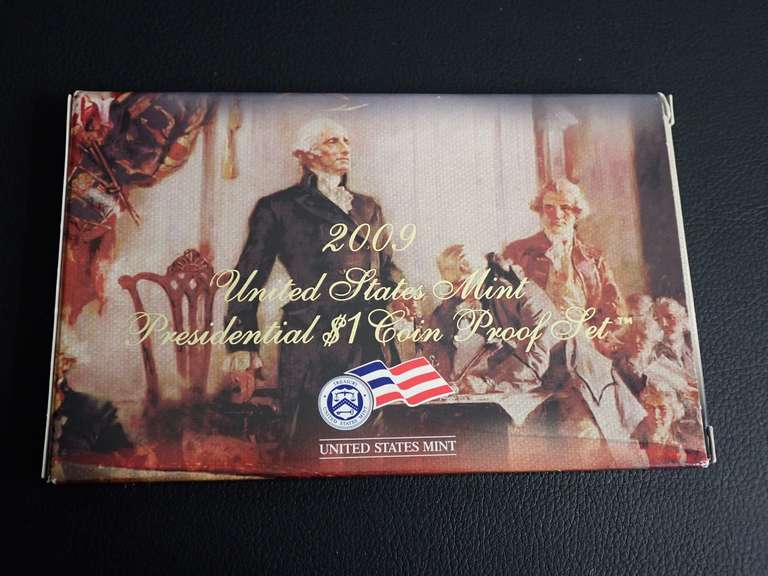 2009
United States Mint
Presidential $1 Coin Proof Set™
UNITED STATES MINT